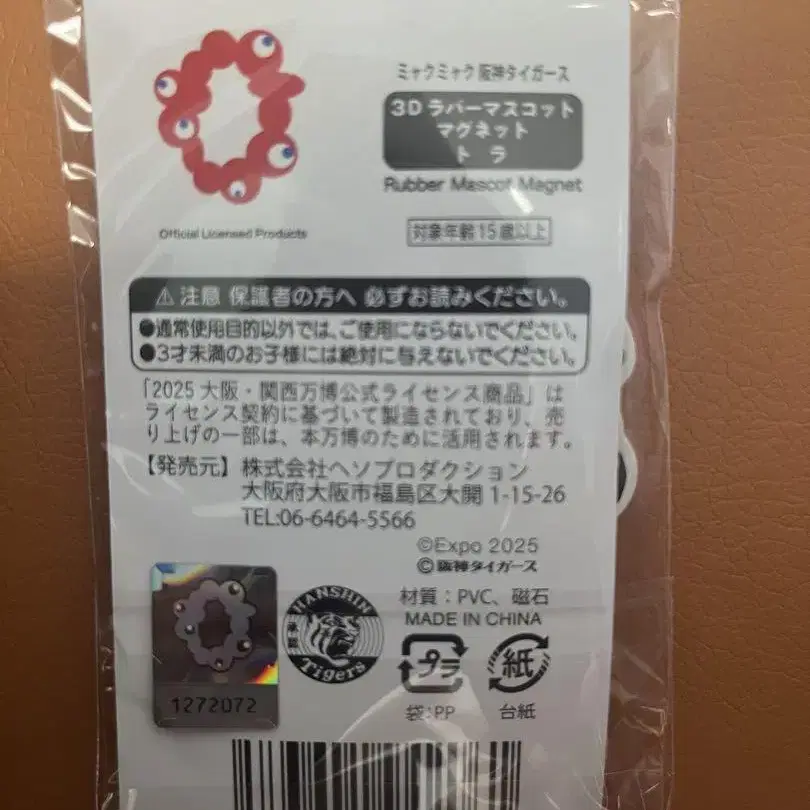 ミャクミャク 阪神タイガース
3D ラバーマスコット
マグネット
トラ
Rubber Mascot Magnet
Official Licensed Products
対象年齢15歳以上
⚠注意 保護者の方へ 必ずお読みください。
●通常使用目的以外では、ご使用にならないでください。
●3才未満のお子様には絶対に与えないでください。
「2025 大阪・関西万博公式ライセンス商品」は
ライセンス契約に基づいて製造されており、売
り上げの一部は、本万博のために活用されます。
【発売元】株式会社ヘソプロダクション
大阪府大阪市福島区大開 1-15-26
TEL:06-6464-5566
©Expo 2025
©阪神タイガース
材質：PVC、磁石
MADE IN CHINA
HANSHIN
承認
Tigers
プラ
紙
袋:PP
台紙
1272072